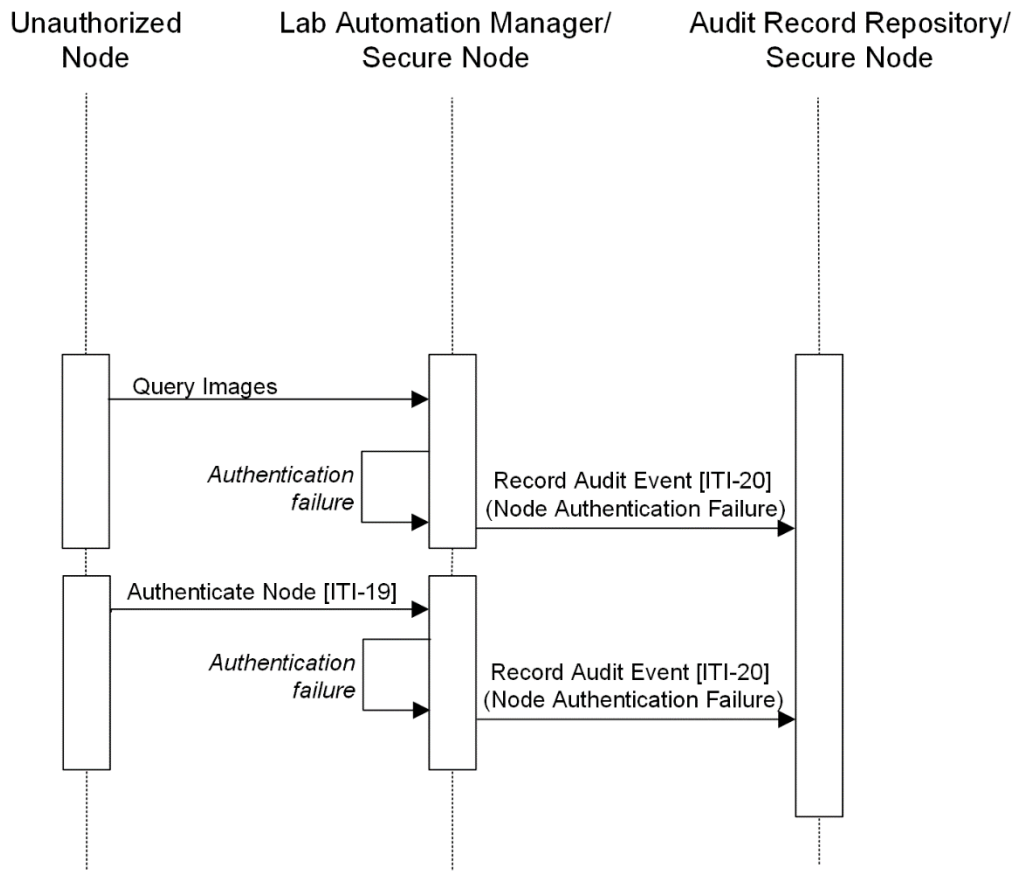 Unauthorized
Node
Lab Automation Manager/
Secure Node
Audit Record Repository/
Secure Node
Query Images
Authentication
failure
Record Audit Event [ITI-20]
(Node Authentication Failure)
Authenticate Node [ITI-19]
Authentication
failure
Record Audit Event [ITI-20]
(Node Authentication Failure)